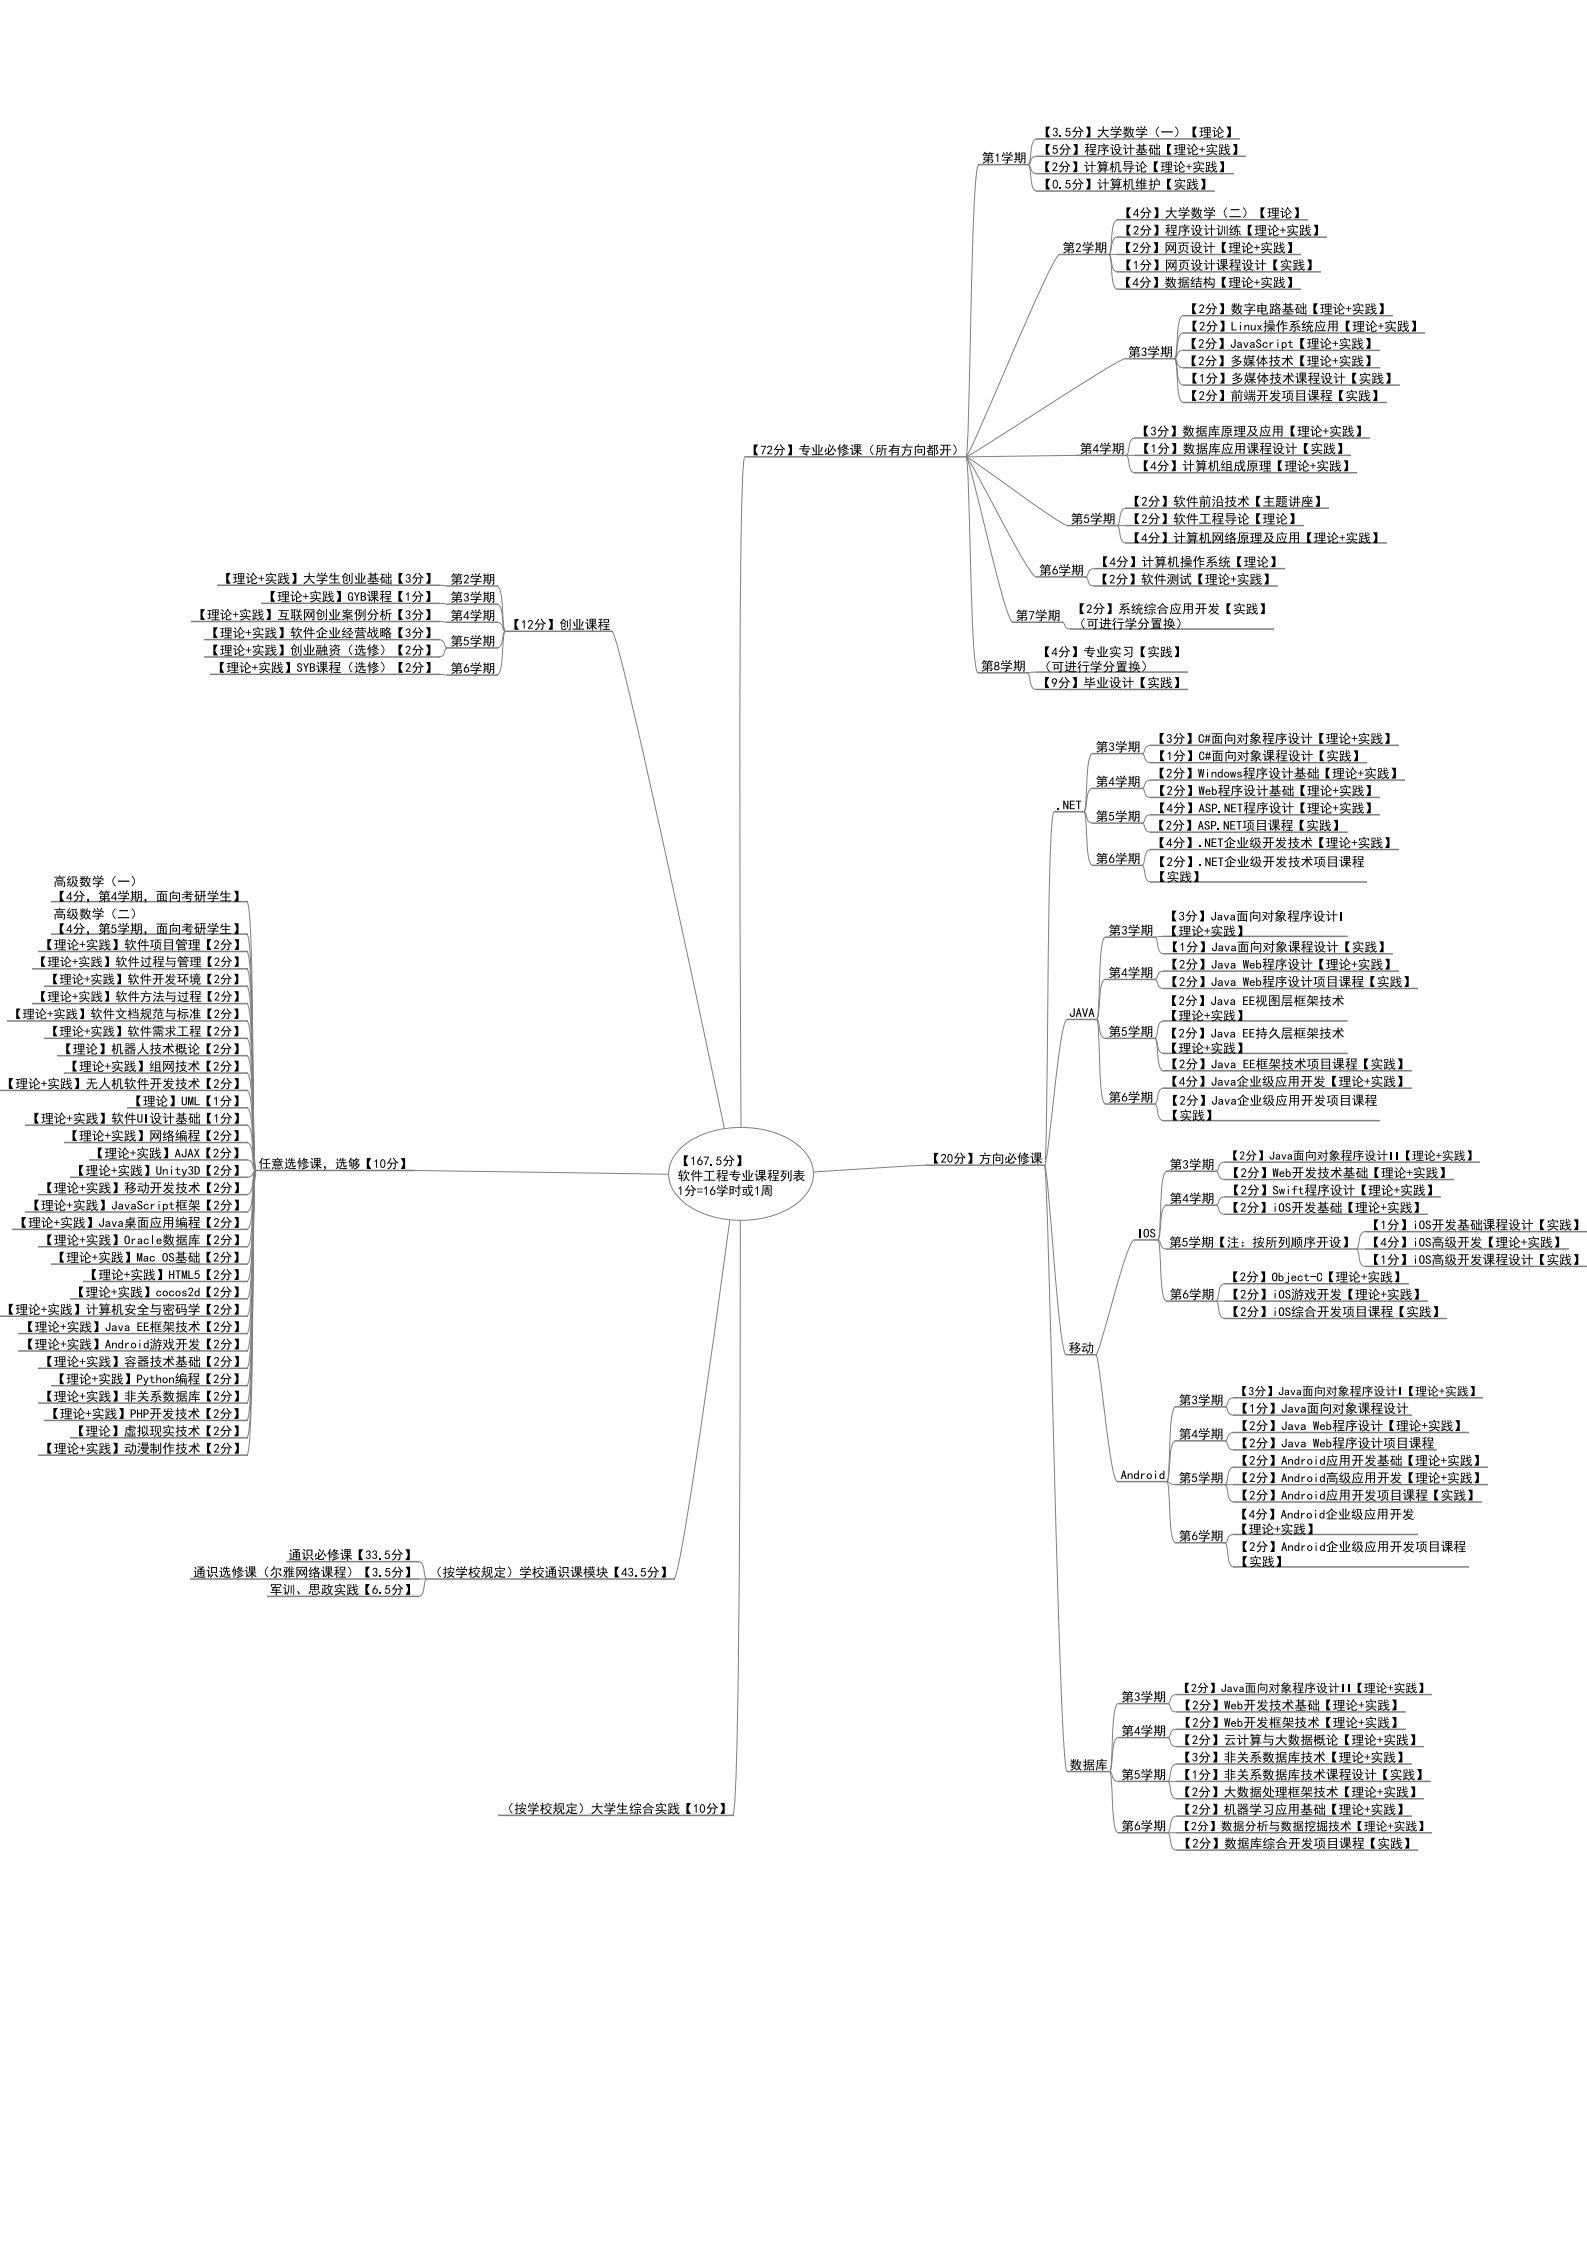 【167.5分】
软件工程专业课程列表
1分=16学时或1周
【72分】专业必修课（所有方向都开）
第1学期
【3.5分】大学数学（一）【理论】
【5分】程序设计基础【理论+实践】
【2分】计算机导论【理论+实践】
【0.5分】计算机维护【实践】
第2学期
【4分】大学数学（二）【理论】
【2分】程序设计训练【理论+实践】
【2分】网页设计【理论+实践】
【1分】网页设计课程设计【实践】
【4分】数据结构【理论+实践】
第3学期
【2分】数字电路基础【理论+实践】
【2分】Linux操作系统应用【理论+实践】
【2分】JavaScript【理论+实践】
【2分】多媒体技术【理论+实践】
【1分】多媒体技术课程设计【实践】
【2分】前端开发项目课程【实践】
第4学期
【3分】数据库原理及应用【理论+实践】
【1分】数据库应用课程设计【实践】
【4分】计算机组成原理【理论+实践】
第5学期
【2分】软件前沿技术【主题讲座】
【2分】软件工程导论【理论】
【4分】计算机网络原理及应用【理论+实践】
第6学期
【4分】计算机操作系统【理论】
【2分】软件测试【理论+实践】
第7学期
【2分】系统综合应用开发【实践】
（可进行学分置换）
第8学期
【4分】专业实习【实践】
（可进行学分置换）
【9分】毕业设计【实践】
【20分】方向必修课
.NET
第3学期
【3分】C#面向对象程序设计【理论+实践】
【1分】C#面向对象课程设计【实践】
第4学期
【2分】Windows程序设计基础【理论+实践】
【2分】Web程序设计基础【理论+实践】
第5学期
【4分】ASP.NET程序设计【理论+实践】
【2分】ASP.NET项目课程【实践】
第6学期
【4分】.NET企业级开发技术【理论+实践】
【2分】.NET企业级开发技术项目课程
【实践】
JAVA
第3学期
【3分】Java面向对象程序设计I
【理论+实践】
【1分】Java面向对象课程设计【实践】
第4学期
【2分】Java Web程序设计【理论+实践】
【2分】Java Web程序设计项目课程【实践】
第5学期
【2分】Java EE视图层框架技术
【理论+实践】
【2分】Java EE持久层框架技术
【理论+实践】
【2分】Java EE框架技术项目课程【实践】
第6学期
【4分】Java企业级应用开发【理论+实践】
【2分】Java企业级应用开发项目课程
【实践】
移动
IOS
第3学期
【2分】Java面向对象程序设计II【理论+实践】
【2分】Web开发技术基础【理论+实践】
第4学期
【2分】Swift程序设计【理论+实践】
【2分】iOS开发基础【理论+实践】
第5学期【注：按所列顺序开设】
【1分】iOS开发基础课程设计【实践】
【4分】iOS高级开发【理论+实践】
【1分】iOS高级开发课程设计【实践】
第6学期
【2分】Object-C【理论+实践】
【2分】iOS游戏开发【理论+实践】
【2分】iOS综合开发项目课程【实践】
Android
第3学期
【3分】Java面向对象程序设计I【理论+实践】
【1分】Java面向对象课程设计
第4学期
【2分】Java Web程序设计【理论+实践】
【2分】Java Web程序设计项目课程
第5学期
【2分】Android应用开发基础【理论+实践】
【2分】Android高级应用开发【理论+实践】
【2分】Android应用开发项目课程【实践】
第6学期
【4分】Android企业级应用开发
【理论+实践】
【2分】Android企业级应用开发项目课程
【实践】
数据库
第3学期
【2分】Java面向对象程序设计II【理论+实践】
【2分】Web开发技术基础【理论+实践】
第4学期
【2分】Web开发框架技术【理论+实践】
【2分】云计算与大数据概论【理论+实践】
第5学期
【3分】非关系数据库技术【理论+实践】
【1分】非关系数据库技术课程设计【实践】
【2分】大数据处理框架技术【理论+实践】
第6学期
【2分】机器学习应用基础【理论+实践】
【2分】数据分析与数据挖掘技术【理论+实践】
【2分】数据库综合开发项目课程【实践】
【12分】创业课程
第2学期
【理论+实践】大学生创业基础【3分】
第3学期
【理论+实践】GYB课程【1分】
第4学期
【理论+实践】互联网创业案例分析【3分】
第5学期
【理论+实践】软件企业经营战略【3分】
【理论+实践】创业融资（选修）【2分】
第6学期
【理论+实践】SYB课程（选修）【2分】
任意选修课，选够【10分】
高级数学（一）
【4分，第4学期，面向考研学生】
高级数学（二）
【4分，第5学期，面向考研学生】
【理论+实践】软件项目管理【2分】
【理论+实践】软件过程与管理【2分】
【理论+实践】软件开发环境【2分】
【理论+实践】软件方法与过程【2分】
【理论+实践】软件文档规范与标准【2分】
【理论+实践】软件需求工程【2分】
【理论】机器人技术概论【2分】
【理论+实践】组网技术【2分】
【理论+实践】无人机软件开发技术【2分】
【理论】UML【1分】
【理论+实践】软件UI设计基础【1分】
【理论+实践】网络编程【2分】
【理论+实践】AJAX【2分】
【理论+实践】Unity3D【2分】
【理论+实践】移动开发技术【2分】
【理论+实践】JavaScript框架【2分】
【理论+实践】Java桌面应用编程【2分】
【理论+实践】Oracle数据库【2分】
【理论+实践】Mac OS基础【2分】
【理论+实践】HTML5【2分】
【理论+实践】cocos2d【2分】
【理论+实践】计算机安全与密码学【2分】
【理论+实践】Java EE框架技术【2分】
【理论+实践】Android游戏开发【2分】
【理论+实践】容器技术基础【2分】
【理论+实践】Python编程【2分】
【理论+实践】非关系数据库【2分】
【理论+实践】PHP开发技术【2分】
【理论】虚拟现实技术【2分】
【理论+实践】动漫制作技术【2分】
（按学校规定）学校通识课模块【43.5分】
通识必修课【33.5分】
通识选修课（尔雅网络课程）【3.5分】
军训、思政实践【6.5分】
（按学校规定）大学生综合实践【10分】